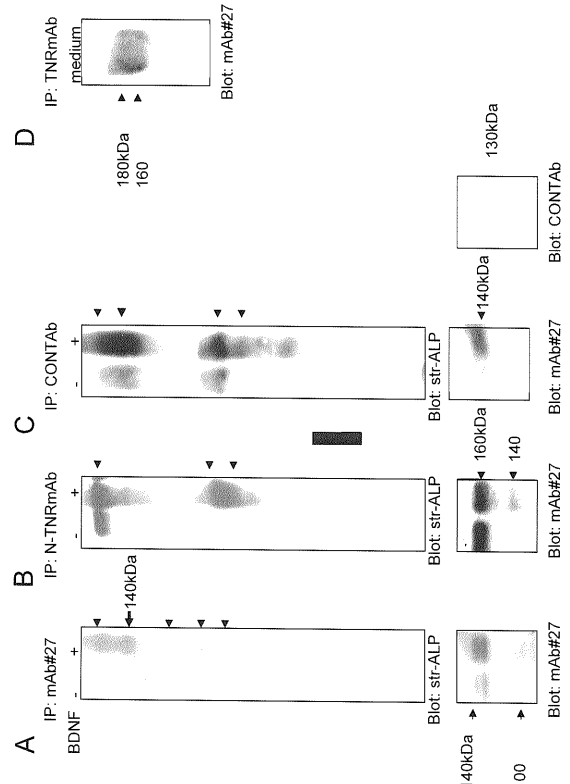 A
IP: mAb#27
BDNF
- +
140kDa
Blot: str-ALP
140kDa
00
Blot: mAb#27
B
IP: N-TNRmAb
- +
Blot: str-ALP
160kDa
140
Blot: mAb#27
C
IP: CONTAb
- +
Blot: str-ALP
140kDa
Blot: mAb#27
130kDa
Blot: CONTAb
D
IP: TNRmAb
medium
180kDa
160
Blot: mAb#27